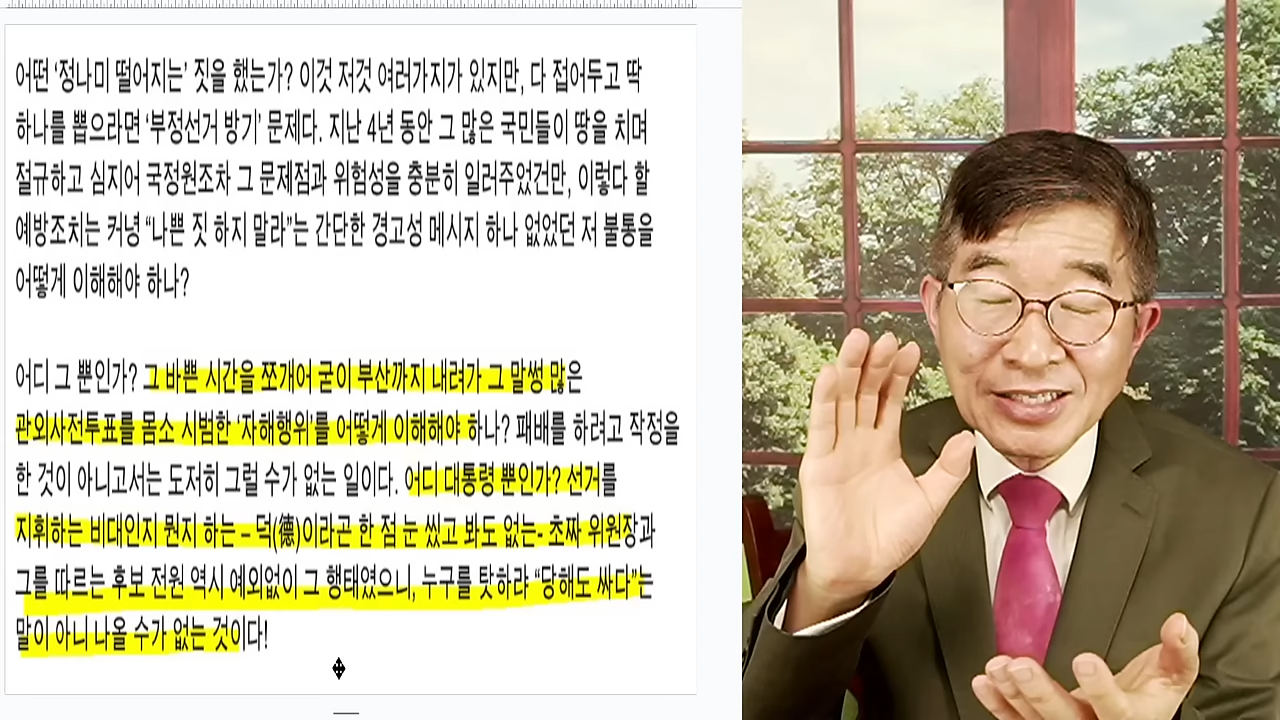 어떤 ‘정나미 떨어지는’ 짓을 했는가? 이것 저것 여러가지가 있지만, 다 접어두고 딱
하나를 뽑으라면 ‘부정선거 방기’ 문제다. 지난 4년 동안 그 많은 국민들이 땅을 치며
절규하고 심지어 국정원조차 그 문제점과 위험성을 충분히 일러주었건만, 이렇다 할
예방조치는 커녕 “나쁜 짓 하지 말라”는 간단한 경고성 메시지 하나 없었던 저 불통을
어떻게 이해해야 하나?
어디 그 뿐인가? 그 바쁜 시간을 쪼개어 굳이 부산까지 내려가 그 말썽 많은
관외사전투표를 몸소 시범한 ‘자해행위’를 어떻게 이해해야 하나? 패배를 하려고 작정을
한 것이 아니고서는 도저히 그럴 수가 없는 일이다. 어디 대통령 뿐인가? 선거를
지휘하는 비대인지 뭔지 하는 – 덕(德)이라곤 한 점 눈 씼고 봐도 없는- 초짜 위원장과
그를 따르는 후보 전원 역시 예외없이 그 행태였으니, 누구를 탓하랴 “당해도 싸다”는
말이 아니 나올 수가 없는 것이다!